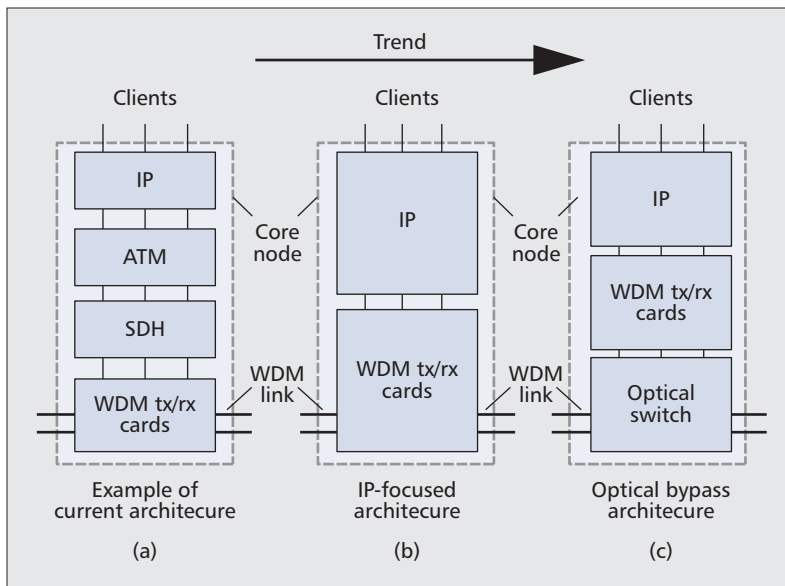 Trend
Clients
IP
ATM
SDH
WDM tx/rx
cards
Example of
current architecure
(a)
Core
node
WDM
link
Clients
IP
WDM tx/rx
cards
IP-focused
architecure
(b)
Core
node
WDM
link
Clients
IP
WDM tx/rx
cards
Optical
switch
Optical bypass
architecure
(c)